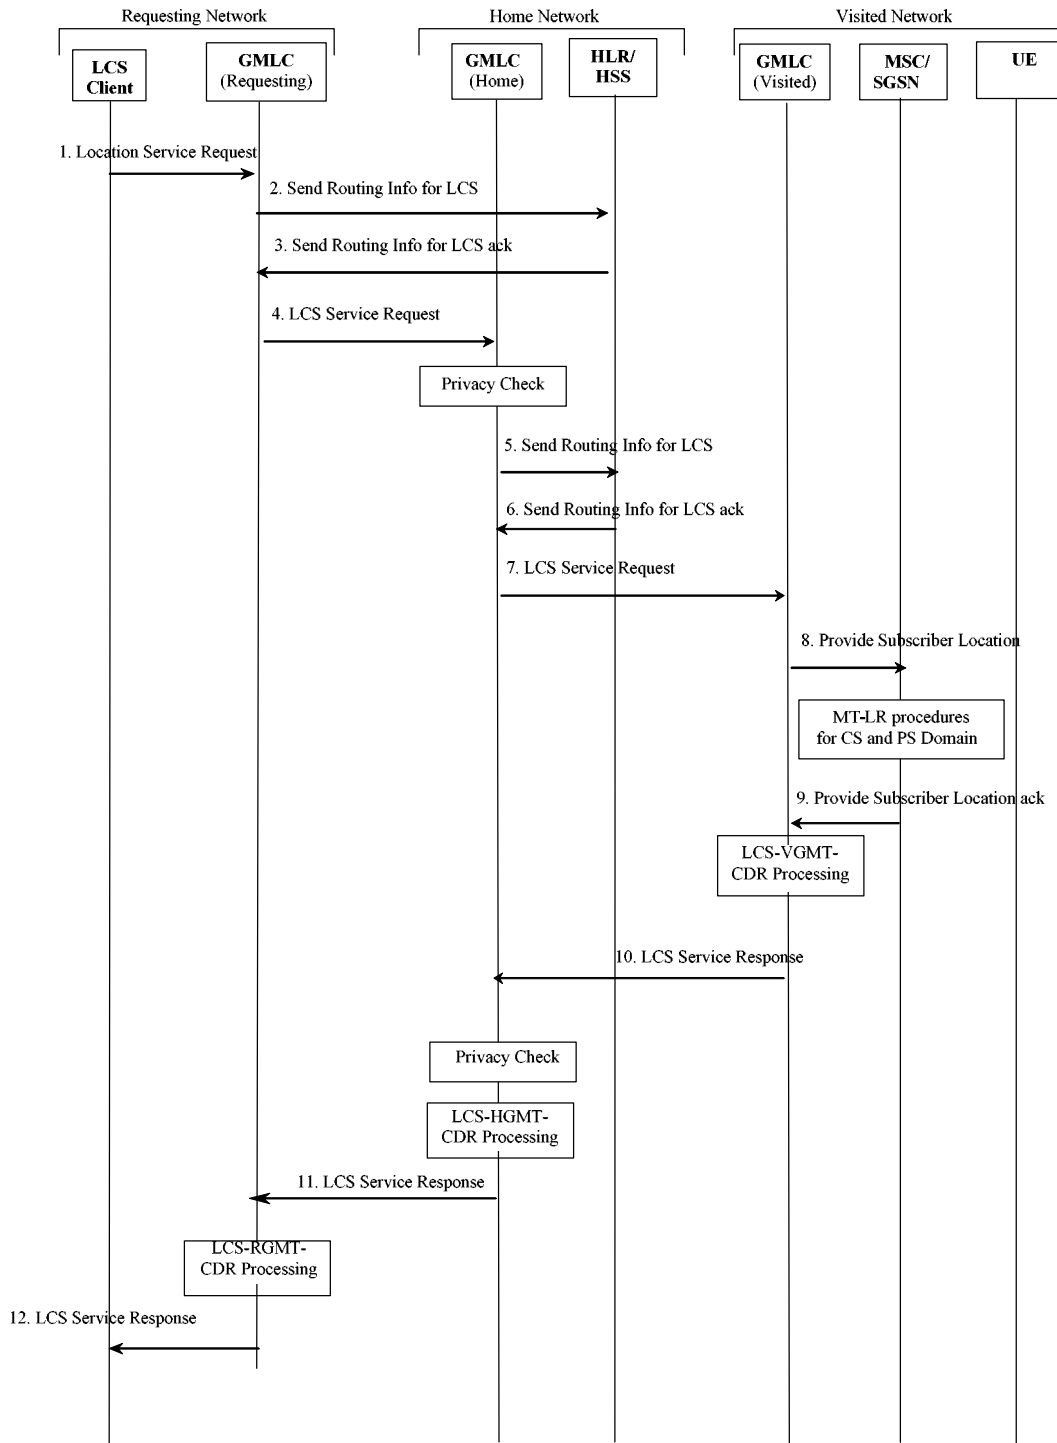 Requesting Network
Home Network
Visited Network
LCS
Client
GMLC
(Requesting)
GMLC
(Home)
HLR/
HSS
GMLC
(Visited)
MSC/
SGSN
UE
1. Location Service Request
2. Send Routing Info for LCS
3. Send Routing Info for LCS ack
4. LCS Service Request
Privacy Check
5. Send Routing Info for LCS
6. Send Routing Info for LCS ack
7. LCS Service Request
8. Provide Subscriber Location
MT-LR procedures
for CS and PS Domain
9. Provide Subscriber Location ack
LCS-VGMT-
CDR Processing
10. LCS Service Response
Privacy Check
LCS-HGMT-
CDR Processing
11. LCS Service Response
LCS-RGMT-
CDR Processing
12. LCS Service Response